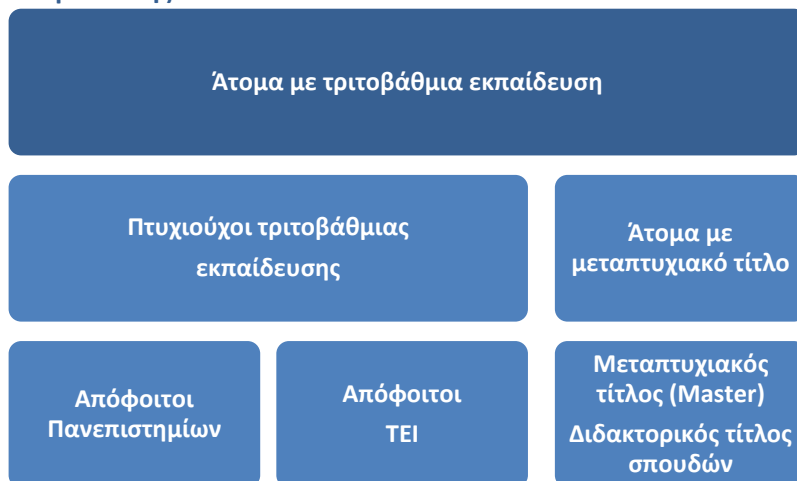 Άτομα με τριτοβάθμια εκπαίδευση
Πτυχιούχοι τριτοβάθμιας
εκπαίδευσης
Άτομα με
μεταπτυχιακό τίτλο
Απόφοιτοι
Πανεπιστημίων
Απόφοιτοι
ΤΕΙ
Μεταπτυχιακός
τίτλος (Master)
Διδακτορικός τίτλος
σπουδών